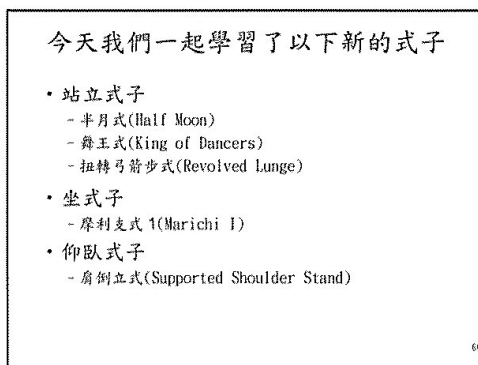 今天我們一起學習了以下新的式子
• 站立式子
– 半月式(Half Moon)
– 舞王式(King of Dancers)
– 扭轉弓箭步式(Revolved Lunge)
• 坐式子
– 摩利支式 1(Marichi I)
• 仰臥式子
– 肩倒立式(Supported Shoulder Stand)